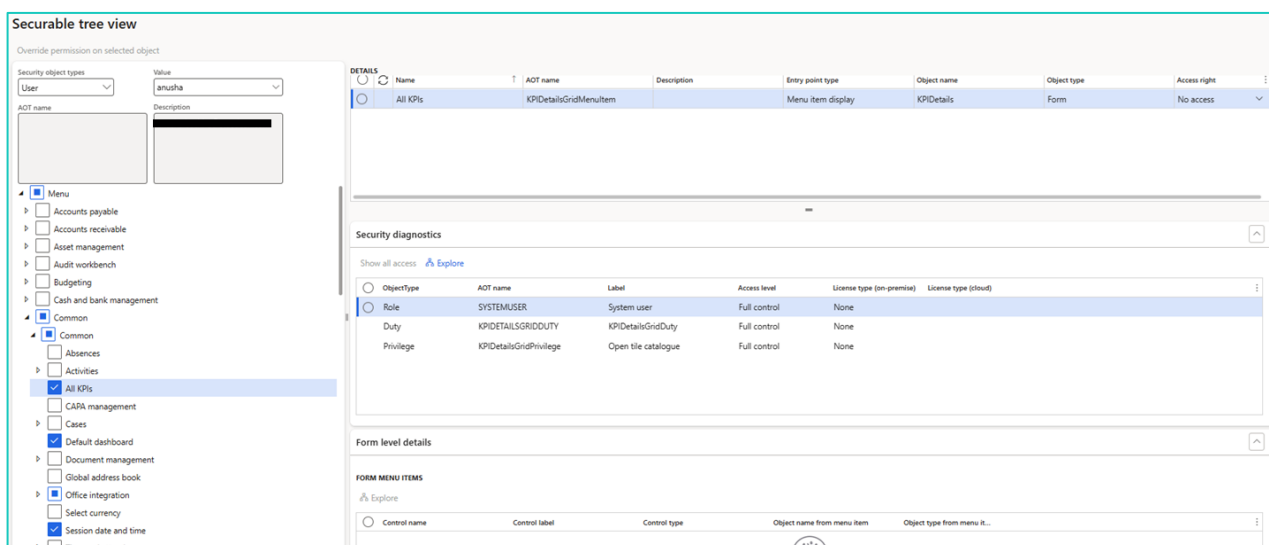 Securable tree view
Override permission on selected object
Security object types
Value
User
anusha
AOT name
Description
Menu
Accounts payable
Accounts receivable
Asset management
Audit workbench
Budgeting
Cash and bank management
Common
Common
Absences
Activities
All KPIs
CAPA management
Cases
Default dashboard
Document management
Global address book
Office integration
Select currency
Session date and time
DETAILS
Name AOT name Description Entry point type Object name Object type Access right
All KPIs KPIDetailsGridMenuItem Menu item display KPIDetails Form No access
Security diagnostics
Show all access Explore
ObjectType AOT name Label Access level License type (on-premise) License type (cloud)
Role SYSTEMUSER System user Full control None
Duty KPIDETAILSGRIDDUTY KPIDetailsGridDuty Full control None
Privilege KPIDetailsGridPrivilege Open tile catalogue Full control None
Form level details
FORM MENU ITEMS
Explore
Control name Control label Control type Object name from menu item Object type from menu it...